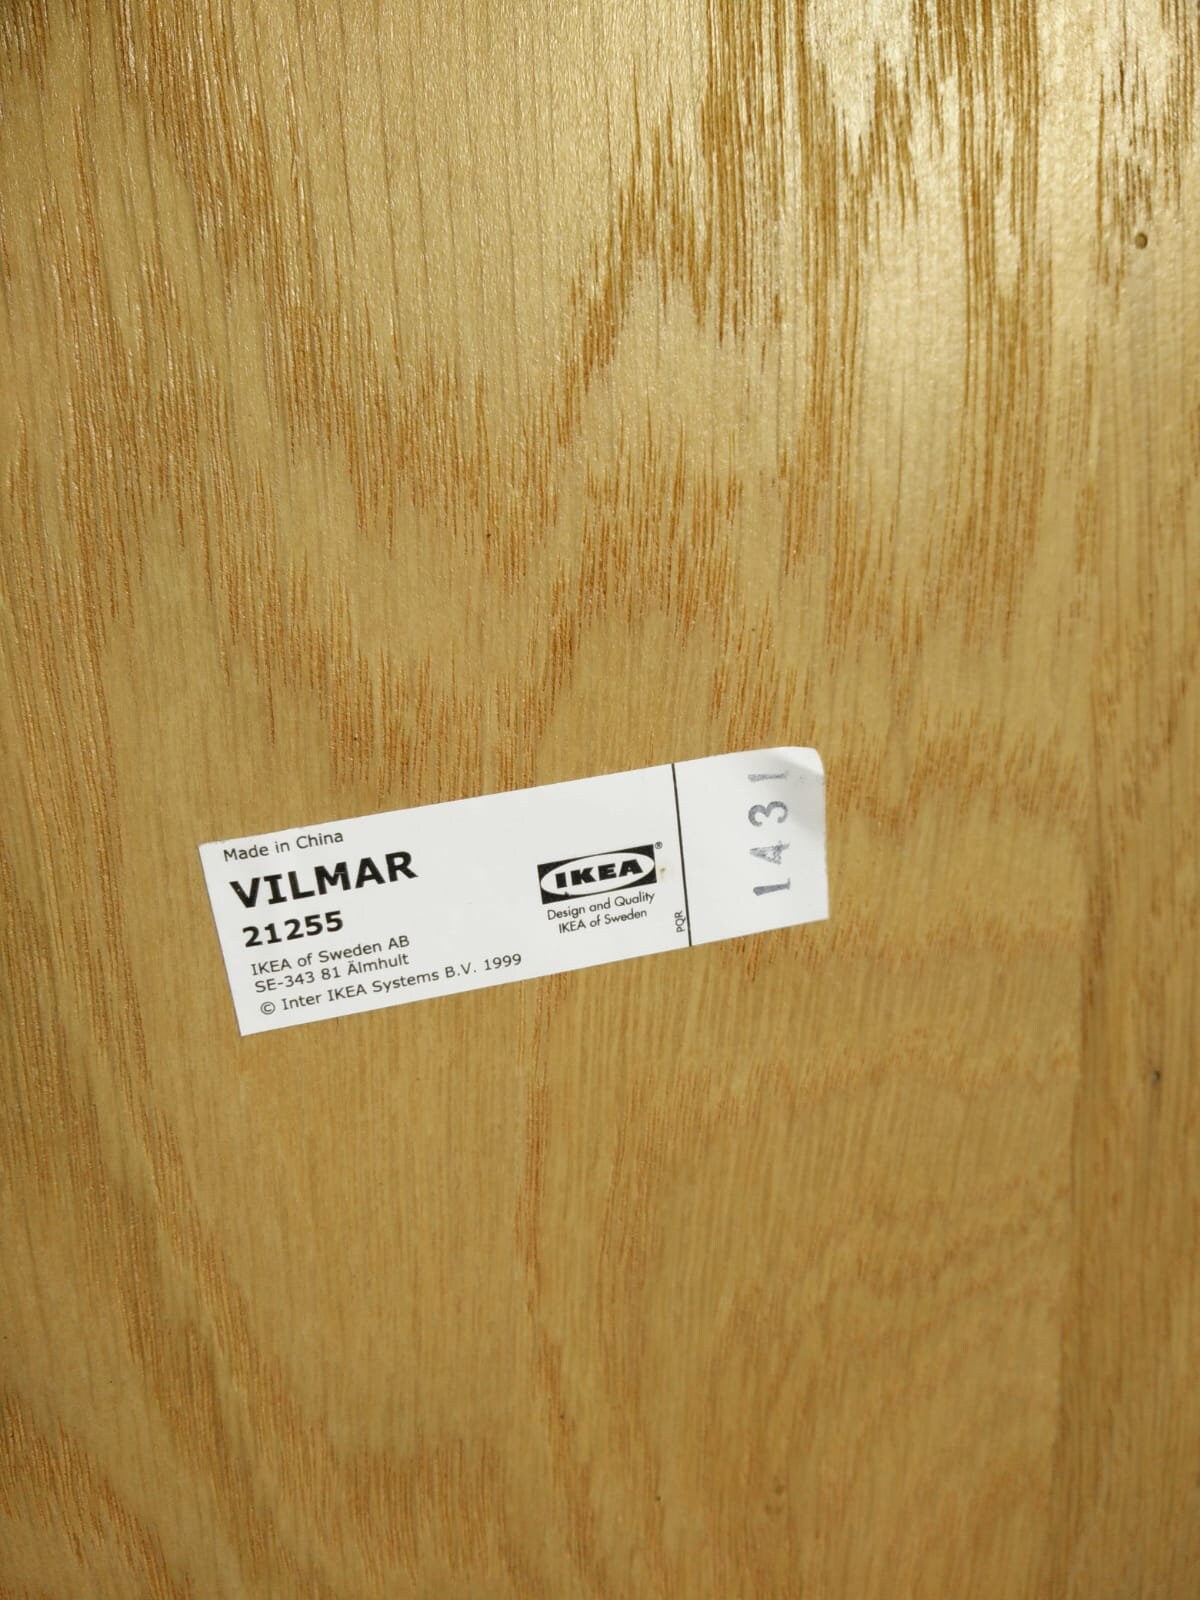 Made in China
VILMAR
21255
IKEA of Sweden AB
SE-343 81 Älmhult
© Inter IKEA Systems B.V. 1999
IKEA®
Design and Quality
IKEA of Sweden
PQR
1431